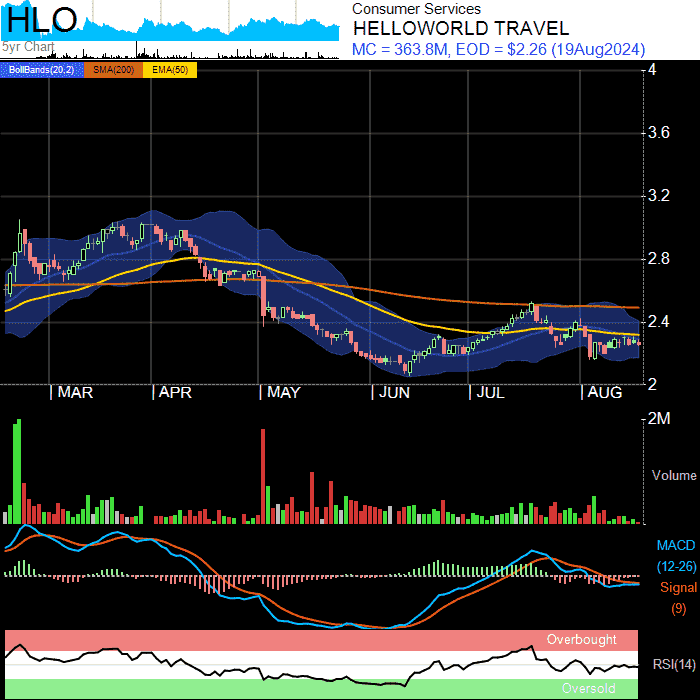 HLO
5yr Chart
Consumer Services
HELLOWORLD TRAVEL
MC = 363.8M, EOD = $2.26 (19Aug2024)
BollBands(20,2) SMA(200) EMA(50)
4
3.6
3.2
2.8
2.4
2
MAR APR MAY JUN JUL AUG
2M
Volume
MACD
(12-26)
Signal
(9)
Overbought
RSI(14)
Oversold